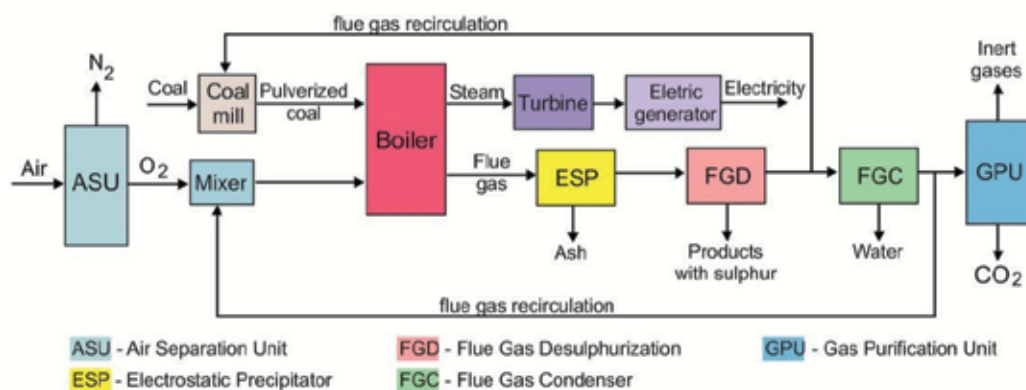 flue gas recirculation
N2
Inert
gases
Coal
Coal
mill
Pulverized
coal
Boiler
Steam
Turbine
Eletric
generator
Electricity
Air
ASU
O2
Mixer
Flue
gas
ESP
FGD
FGC
GPU
Ash
Products
with sulphur
Water
CO2
flue gas recirculation
ASU - Air Separation Unit
FGD - Flue Gas Desulphurization
GPU - Gas Purification Unit
ESP - Electrostatic Precipitator
FGC - Flue Gas Condenser